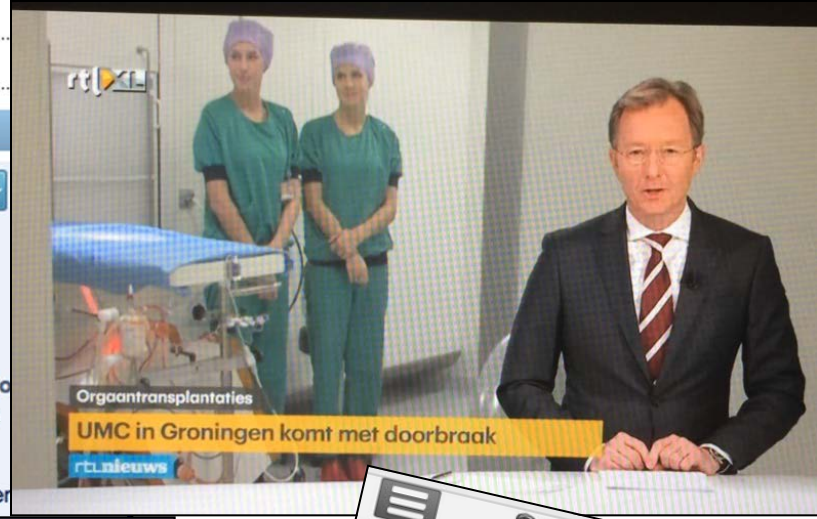 rtl XL
Orgaantransplantaties
UMC in Groningen komt met doorbraak
rtl nieuws